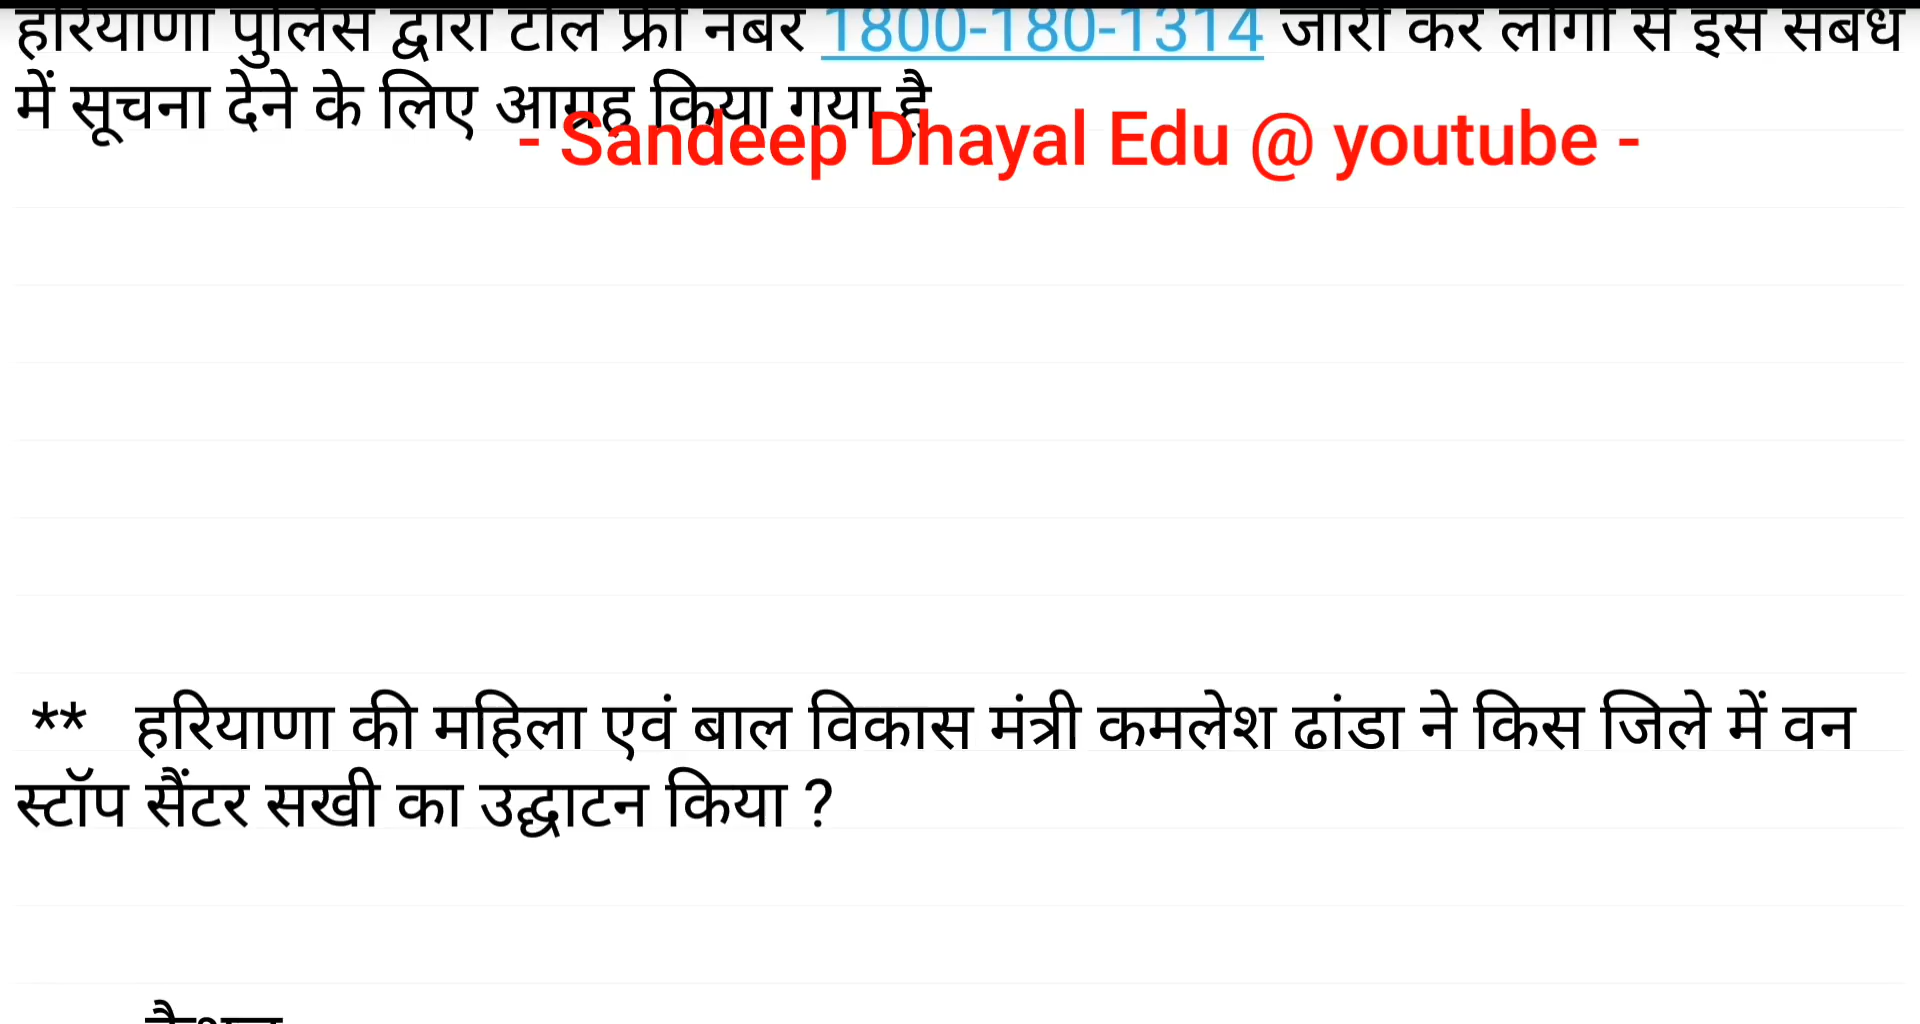 हरियाणा पुलिस द्वारा टोल फ्री नंबर 1800-180-1314 जारी कर लोगों से इस संबंध
में सूचना देने के लिए आग्रह किया गया है
- Sandeep Dhayal Edu @ youtube -
** हरियाणा की महिला एवं बाल विकास मंत्री कमलेश ढांडा ने किस जिले में वन
स्टॉप सैंटर सखी का उद्घाटन किया ?